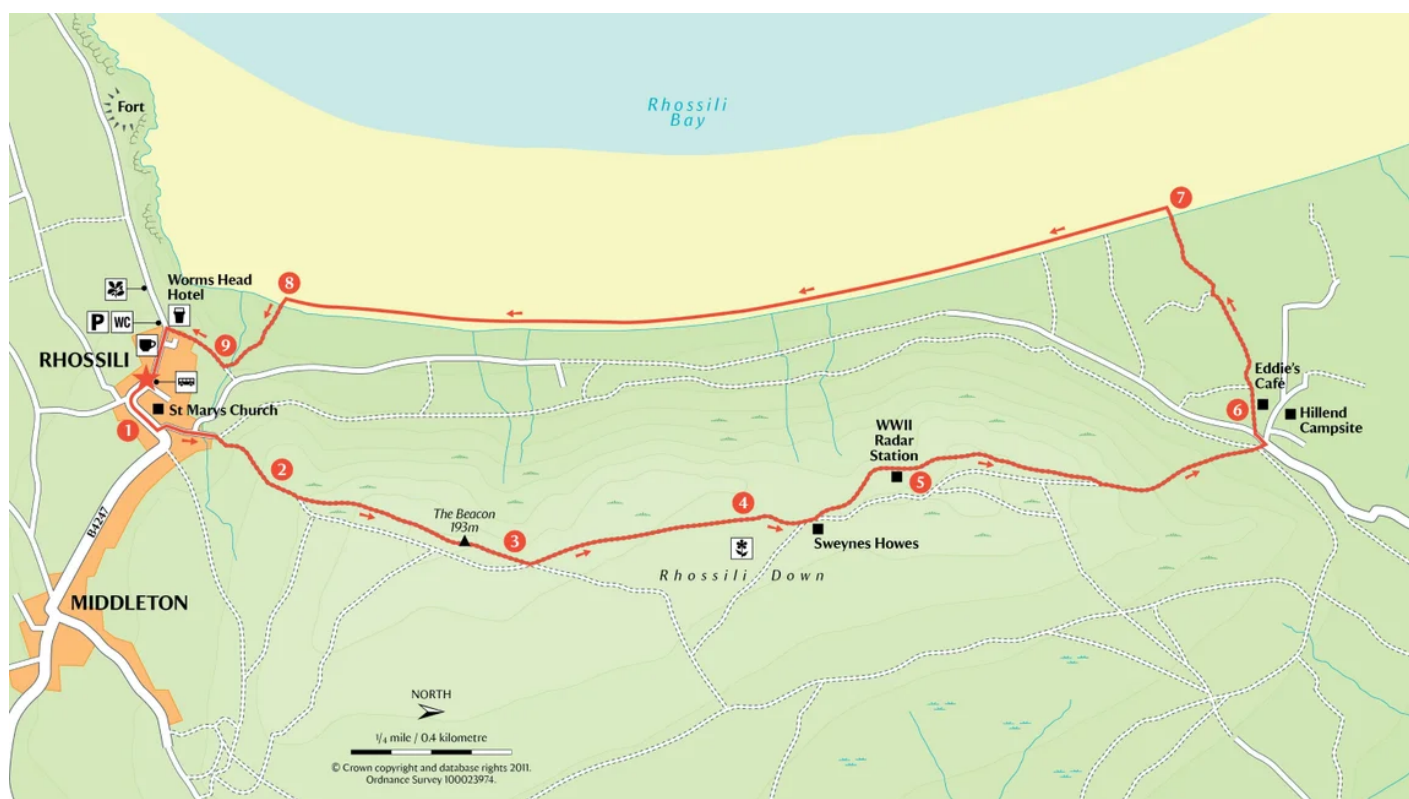 Fort
Rhossili
Bay
7
Worms Head
Hotel
8
P
WC
RHOSSILI
9
St Marys Church
1
2
Eddie's
Cafe
6
Hillend
Campsite
WWII
Radar
Station
5
4
The Beacon
193m
3
Sweynes Howes
Rhossili Down
B4247
MIDDLETON
NORTH
1/4 mile / 0.4 kilometre
© Crown copyright and database rights 2011.
Ordnance Survey 100023974.